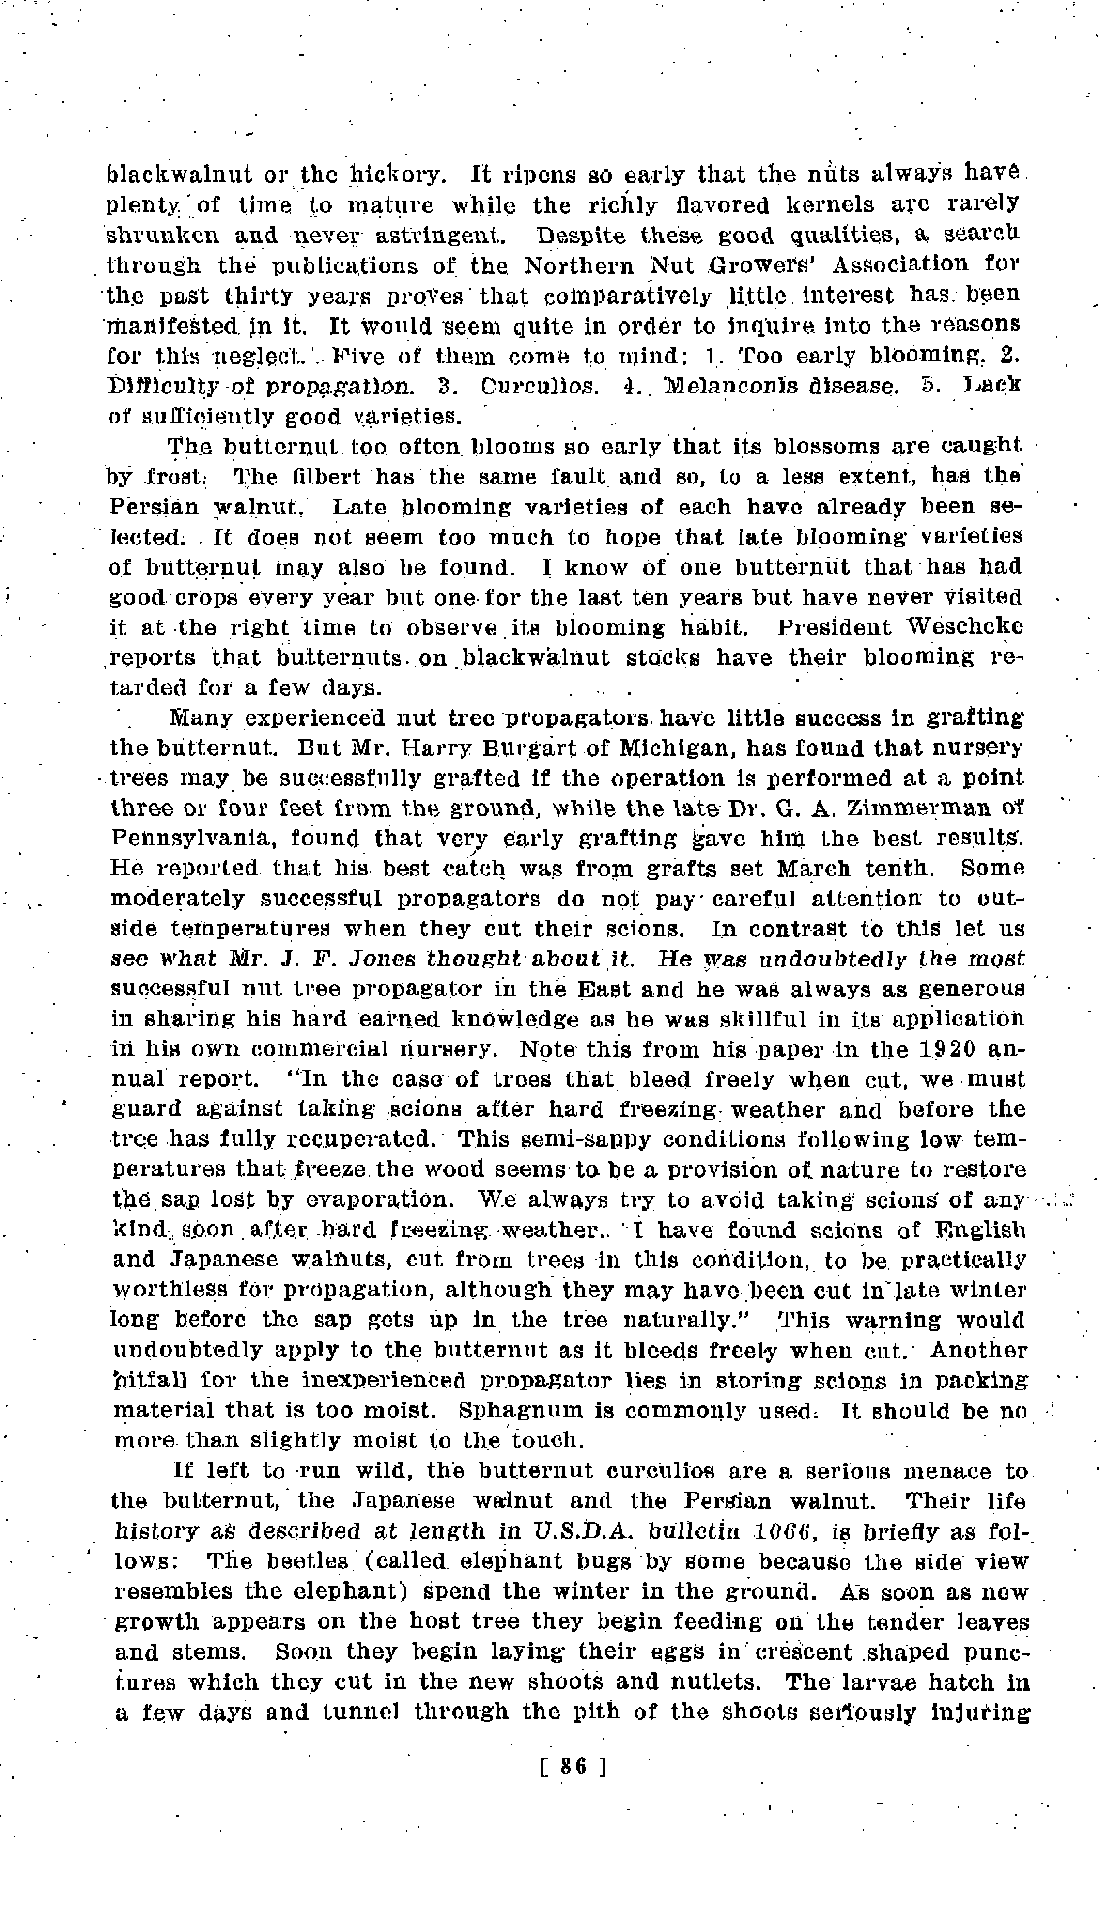 blackwalnut or the hickory. It ripens so early that the nuts always have
plenty of time to mature while the richly flavored kernels are rarely
shrunken and never astringent. Despite these good qualities, a search
through the publications of the Northern Nut Growers' Association for
the past thirty years proves that comparatively little interest has been
manifested in it. It would seem quite in order to inquire into the reasons
for this neglect. Five of them come to mind: 1. Too early blooming. 2.
Difficulty of propagation. 3. Curculios. 4. Melanconis disease. 5. Lack
of sufficiently good varieties.
The butternut too often blooms so early that its blossoms are caught
by frost. The filbert has the same fault and so, to a less extent, has the
Persian walnut. Late blooming varieties of each have already been se-
lected. It does not seem too much to hope that late blooming varieties
of butternut may also be found. I know of one butternut that has had
good crops every year but one for the last ten years but have never visited
it at the right time to observe its blooming habit. President Weschcke
reports that butternuts on blackwalnut stocks have their blooming re-
tarded for a few days.
Many experienced nut tree propagators have little success in grafting
the butternut. But Mr. Harry Burgart of Michigan, has found that nursery
trees may be successfully grafted if the operation is performed at a point
three or four feet from the ground, while the late Dr. G. A. Zimmerman of
Pennsylvania, found that very early grafting gave him the best results.
He reported that his best catch was from grafts set March tenth. Some
moderately successful propagators do not pay careful attention to out-
side temperatures when they cut their scions. In contrast to this let us
see what Mr. J. F. Jones thought about it. He was undoubtedly the most
successful nut tree propagator in the East and he was always as generous
in sharing his hard earned knowledge as he was skillful in its application
in his own commercial nursery. Note this from his paper in the 1920 an-
nual report. "In the case of trees that bleed freely when cut, we must
guard against taking scions after hard freezing weather and before the
tree has fully recuperated. This semi-sappy conditions following low tem-
peratures that freeze the wood seems to be a provision of nature to restore
the sap lost by evaporation. We always try to avoid taking scions of any
kind soon after hard freezing weather. I have found scions of English
and Japanese walnuts, cut from trees in this condition, to be practically
worthless for propagation, although they may have been cut in late winter
long before the sap gets up in the tree naturally." This warning would
undoubtedly apply to the butternut as it bleeds freely when cut. Another
pitfall for the inexperienced propagator lies in storing scions in packing
material that is too moist. Sphagnum is commonly used. It should be no
more than slightly moist to the touch.
If left to run wild, the butternut curculios are a serious menace to
the butternut, the Japanese walnut and the Persian walnut. Their life
history as described at length in U.S.D.A. bulletin 1066, is briefly as fol-
lows: The beetles (called elephant bugs by some because the side view
resembles the elephant) spend the winter in the ground. As soon as new
growth appears on the host tree they begin feeding on the tender leaves
and stems. Soon they begin laying their eggs in crescent shaped punc-
tures which they cut in the new shoots and nutlets. The larvae hatch in
a few days and tunnel through the pith of the shoots seriously injuring
[ 86 ]